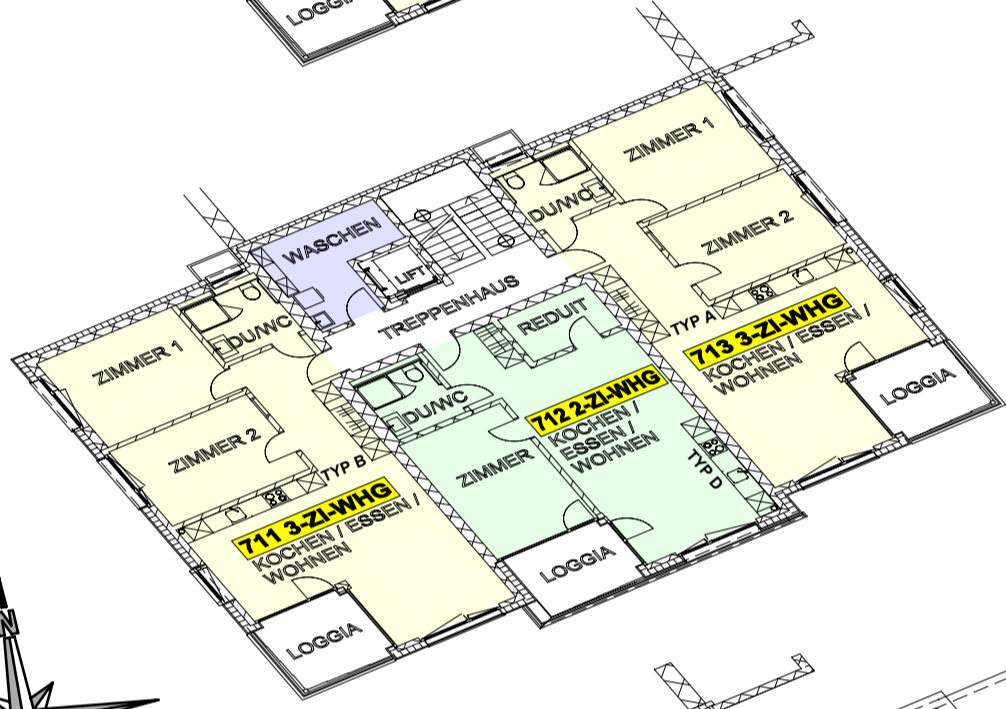 LOGGIA
ZIMMER 1
DU/WC
ZIMMER 2
WASCHEN
LIFT
TREPPENHAUS
REDUIT
TYP A
713 3-ZI-WHG
KOCHEN / ESSEN /
WOHNEN
LOGGIA
ZIMMER 1
DU/WC
ZIMMER 2
TYP B
711 3-ZI-WHG
KOCHEN / ESSEN /
WOHNEN
LOGGIA
DU/WC
ZIMMER
712 2-ZI-WHG
KOCHEN /
ESSEN /
WOHNEN
TYP D
LOGGIA
N